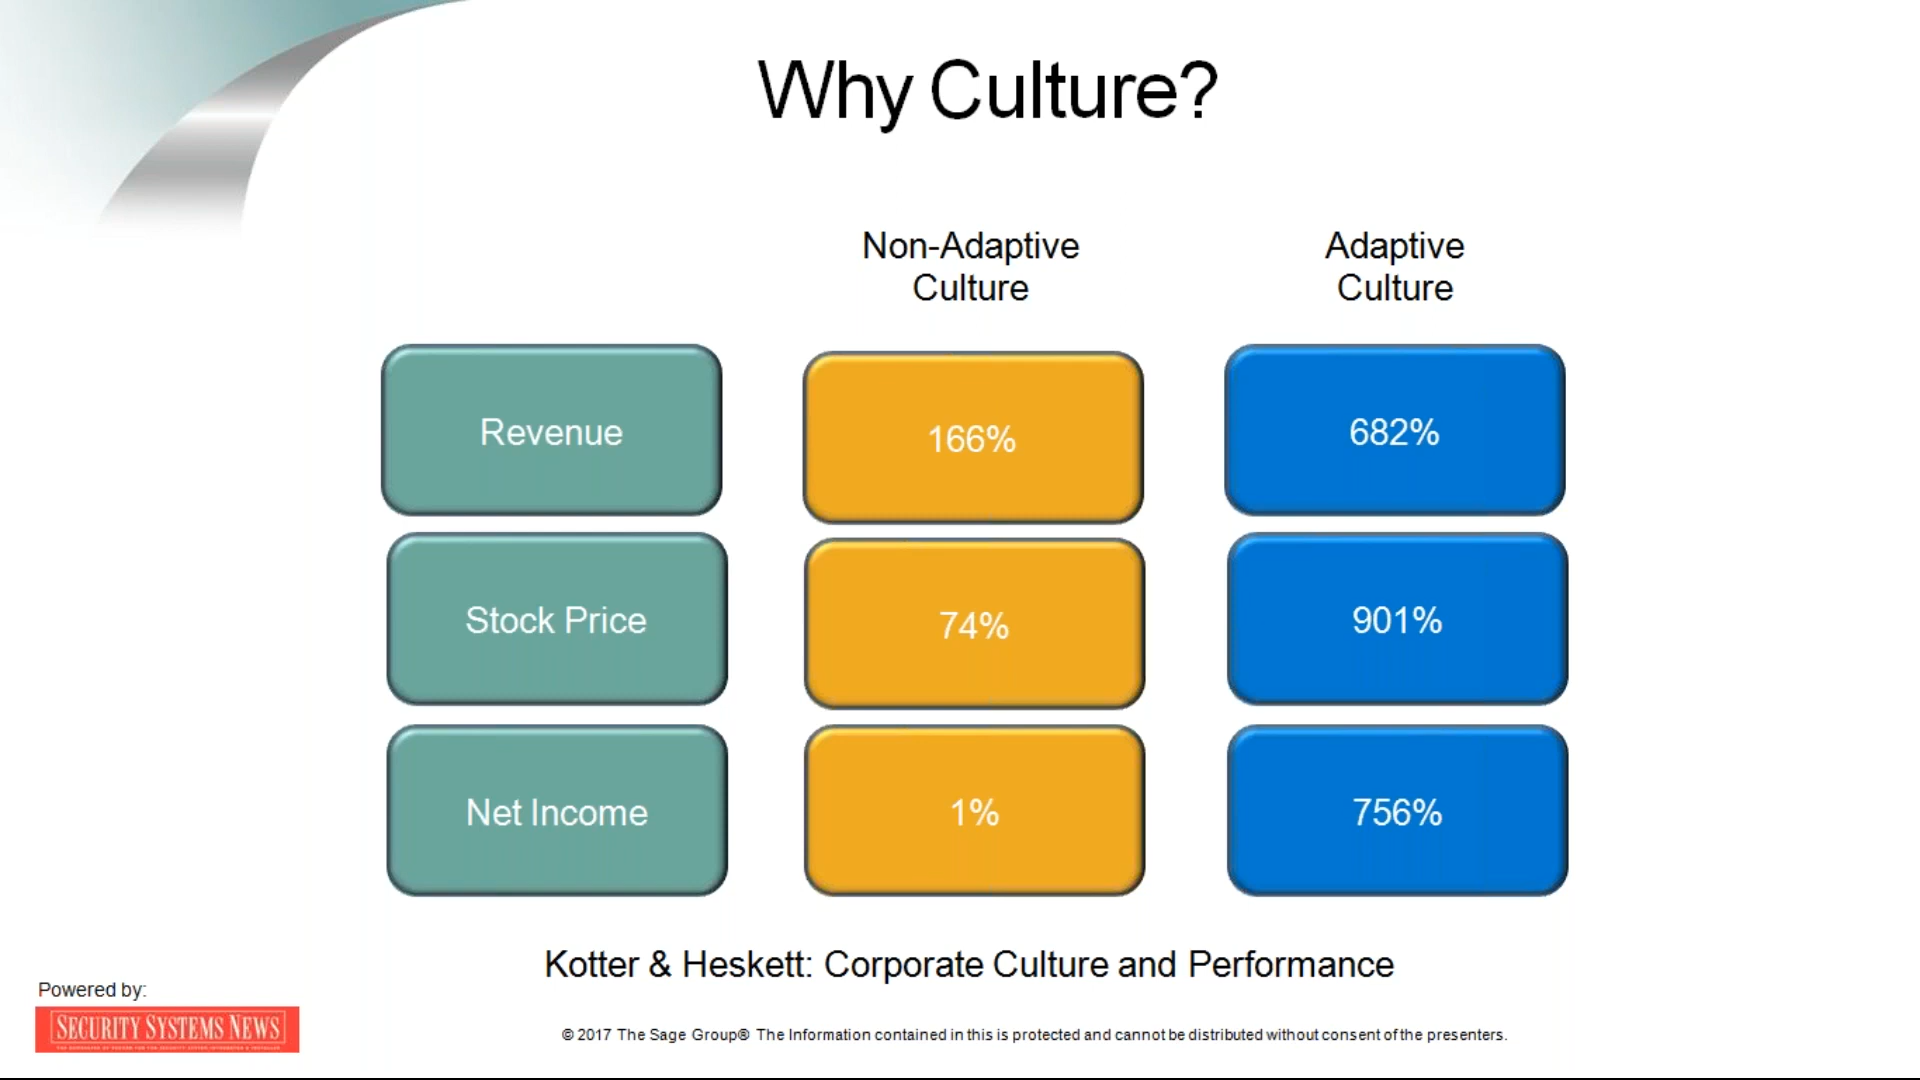 Why Culture?
Non-Adaptive
Culture
Adaptive
Culture
Revenue
166%
682%
Stock Price
74%
901%
Net Income
1%
756%
Kotter & Heskett: Corporate Culture and Performance
Powered by:
SECURITY SYSTEMS NEWS
© 2017 The Sage Group® The Information contained in this is protected and cannot be distributed without consent of the presenters.